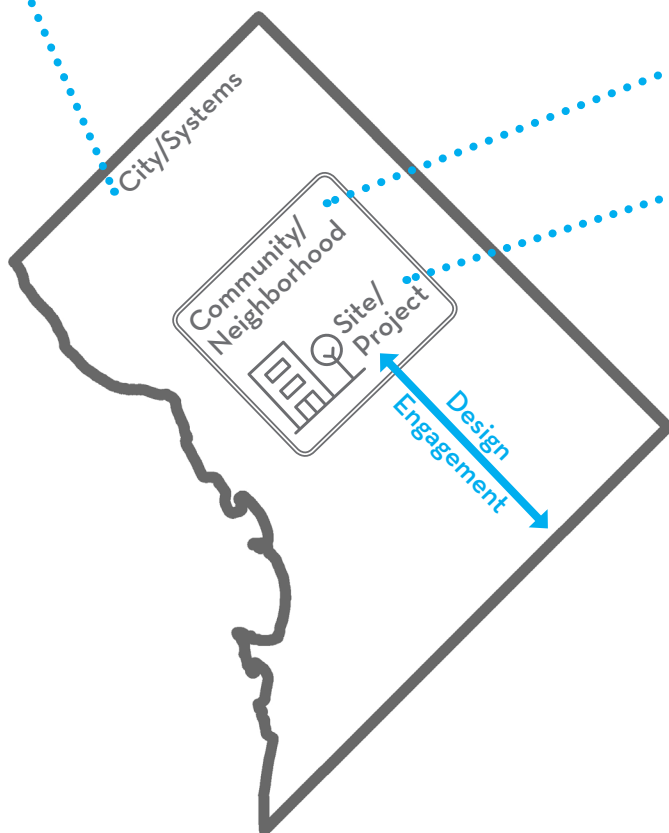 City/Systems
Community/
Neighborhood
Site/
Project
Design
Engagement